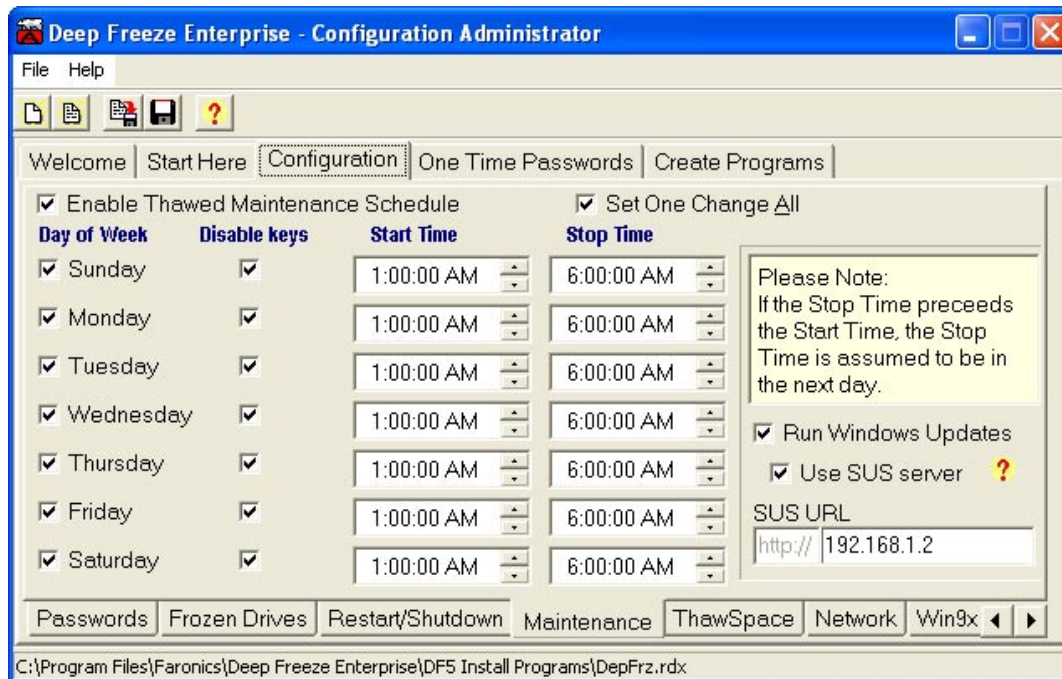 Deep Freeze Enterprise - Configuration Administrator
File Help
?
Welcome Start Here Configuration One Time Passwords Create Programs
Enable Thawed Maintenance Schedule Set One Change All
Day of Week Disable keys Start Time Stop Time
Sunday 1:00:00 AM 6:00:00 AM
Monday 1:00:00 AM 6:00:00 AM
Tuesday 1:00:00 AM 6:00:00 AM
Wednesday 1:00:00 AM 6:00:00 AM
Thursday 1:00:00 AM 6:00:00 AM
Friday 1:00:00 AM 6:00:00 AM
Saturday 1:00:00 AM 6:00:00 AM
Please Note:
If the Stop Time preceeds
the Start Time, the Stop
Time is assumed to be in
the next day.
Run Windows Updates
Use SUS server ?
SUS URL
http:// 192.168.1.2
Passwords Frozen Drives Restart/Shutdown Maintenance ThawSpace Network Win9x
C:\Program Files\Faronics\Deep Freeze Enterprise\DF5 Install Programs\DepFrz.rdx